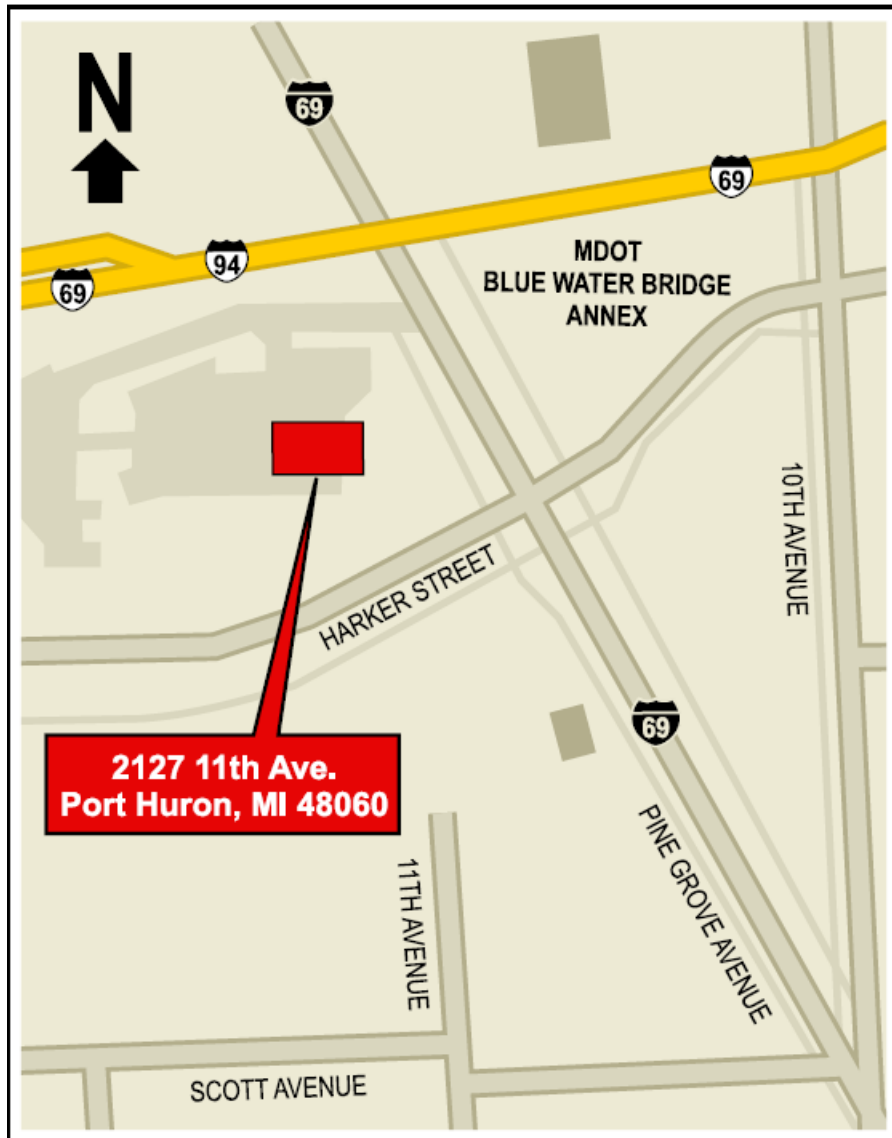 N
69
69
94
69
MDOT
BLUE WATER BRIDGE
ANNEX
10TH AVENUE
HARKER STREET
69
2127 11th Ave.
Port Huron, MI 48060
PINE GROVE AVENUE
11TH AVENUE
SCOTT AVENUE